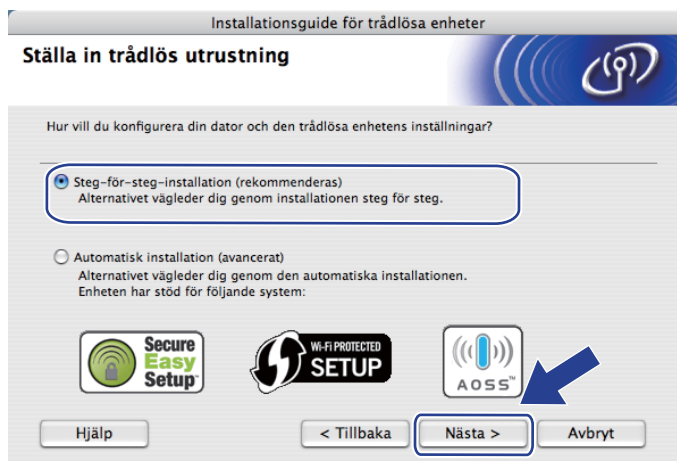 Installationsguide för trådlösa enheter
Ställa in trådlös utrustning
Hur vill du konfigurera din dator och den trådlösa enhetens inställningar?
Steg-för-steg-installation (rekommenderas)
Alternativet vägleder dig genom installationen steg för steg.
Automatisk installation (avancerat)
Alternativet vägleder dig genom den automatiska installationen.
Enheten har stöd för följande system:
Secure
Easy
Setup™
Wi-Fi PROTECTED
SETUP
AOSS™
Hjälp
< Tillbaka
Nästa >
Avbryt